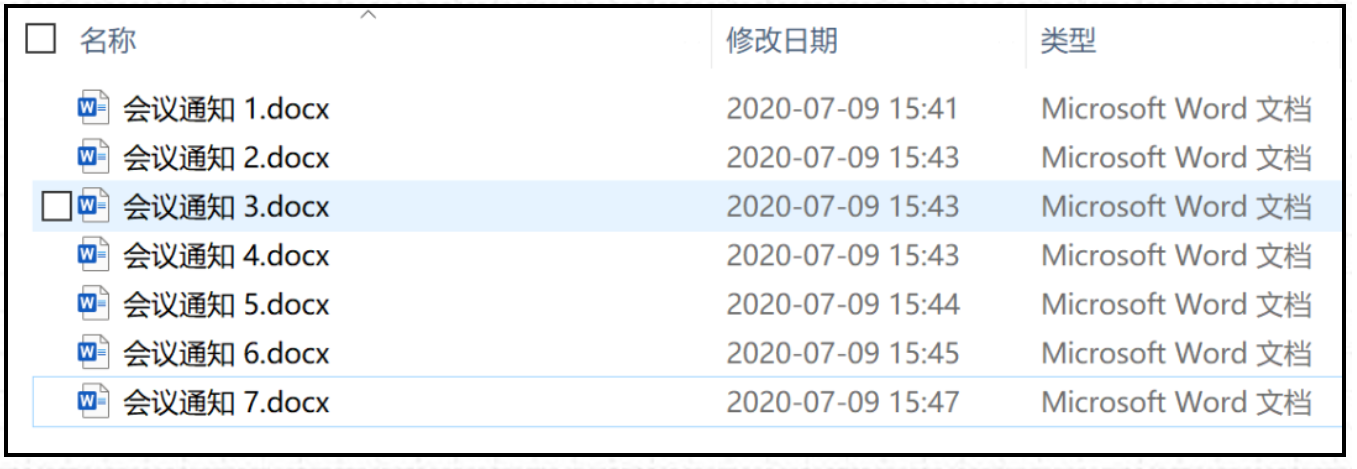 名称 修改日期 类型
会议通知 1.docx 2020-07-09 15:41 Microsoft Word 文档
会议通知 2.docx 2020-07-09 15:43 Microsoft Word 文档
会议通知 3.docx 2020-07-09 15:43 Microsoft Word 文档
会议通知 4.docx 2020-07-09 15:43 Microsoft Word 文档
会议通知 5.docx 2020-07-09 15:44 Microsoft Word 文档
会议通知 6.docx 2020-07-09 15:45 Microsoft Word 文档
会议通知 7.docx 2020-07-09 15:47 Microsoft Word 文档